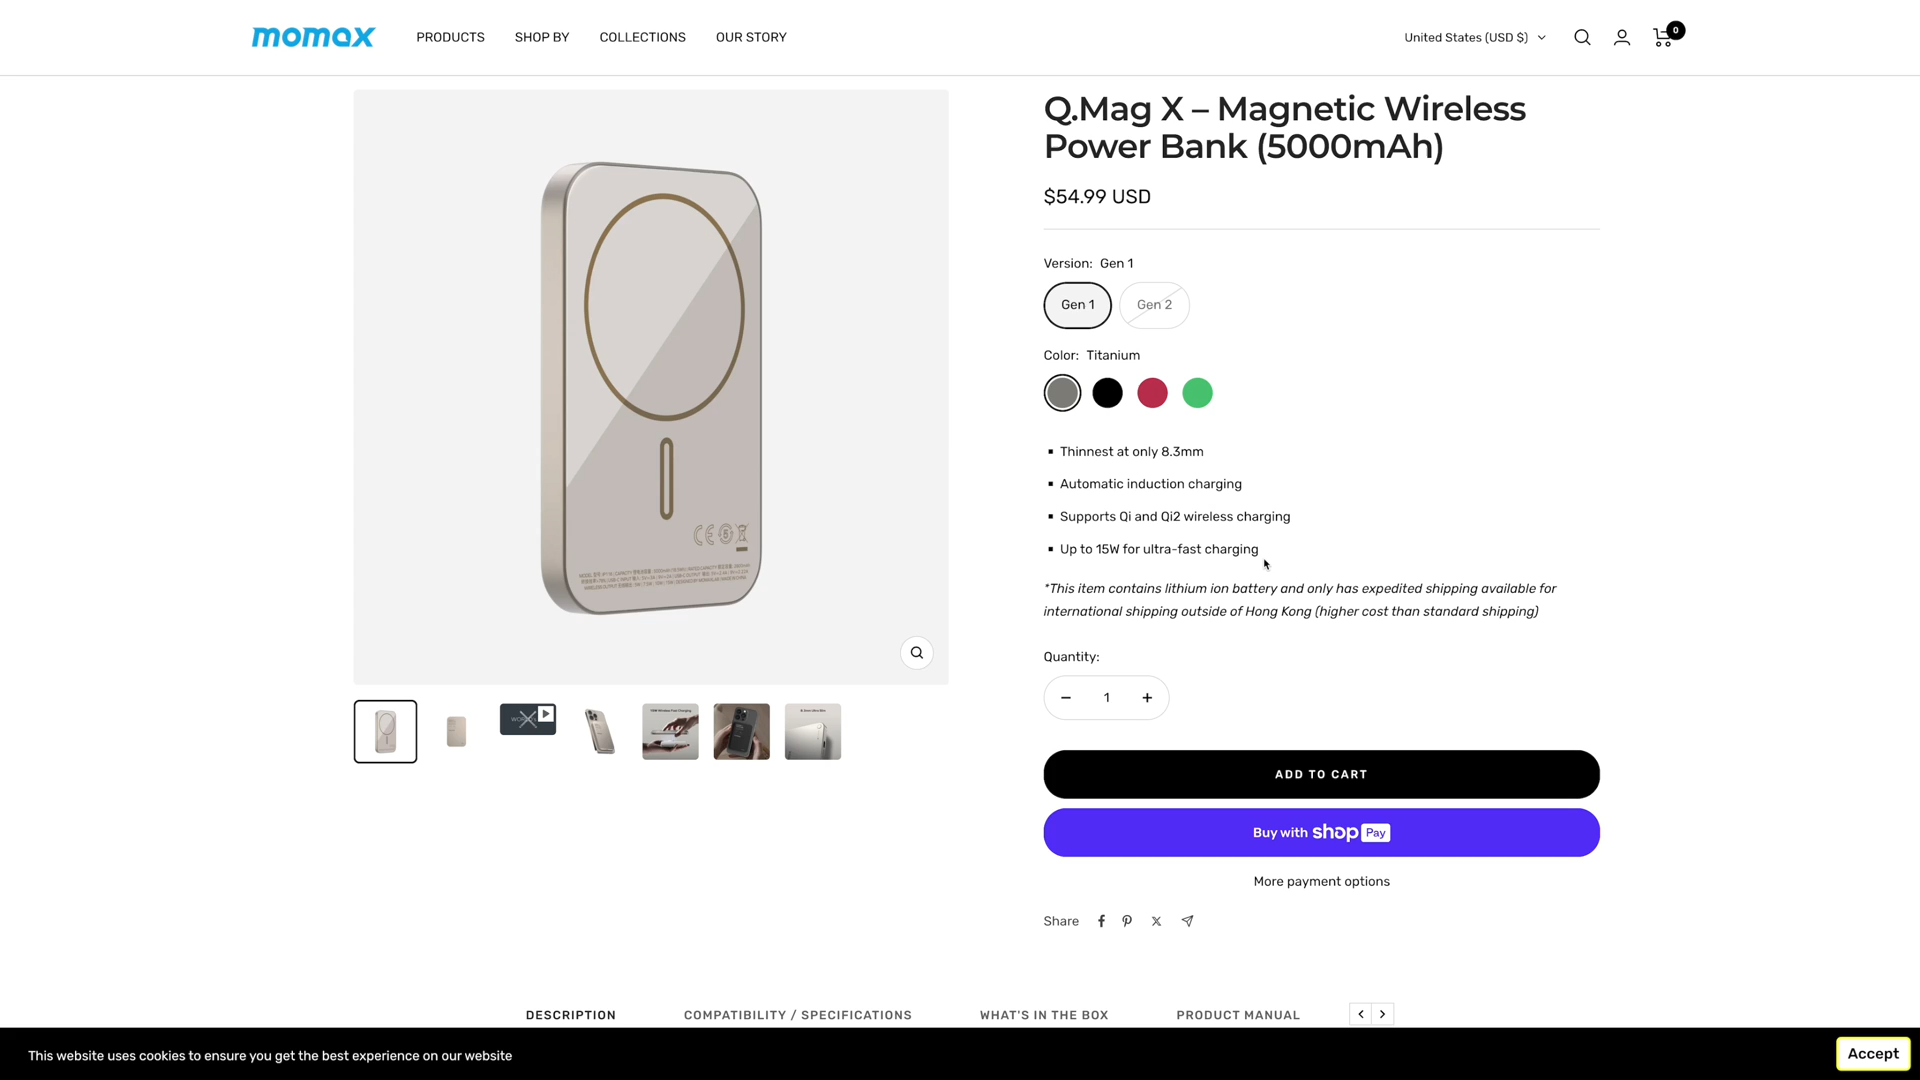 momax
PRODUCTS
SHOP BY
COLLECTIONS
OUR STORY
United States (USD $)
0
Q.Mag X – Magnetic Wireless
Power Bank (5000mAh)
$54.99 USD
Version: Gen 1
Gen 1
Gen 2
Color: Titanium
Thinnest at only 8.3mm
Automatic induction charging
Supports Qi and Qi2 wireless charging
Up to 15W for ultra-fast charging
*This item contains lithium ion battery and only has expedited shipping available for
international shipping outside of Hong Kong (higher cost than standard shipping)
Quantity:
1
ADD TO CART
Buy with shop Pay
More payment options
Share
DESCRIPTION
COMPATIBILITY / SPECIFICATIONS
WHAT'S IN THE BOX
PRODUCT MANUAL
This website uses cookies to ensure you get the best experience on our website
Accept